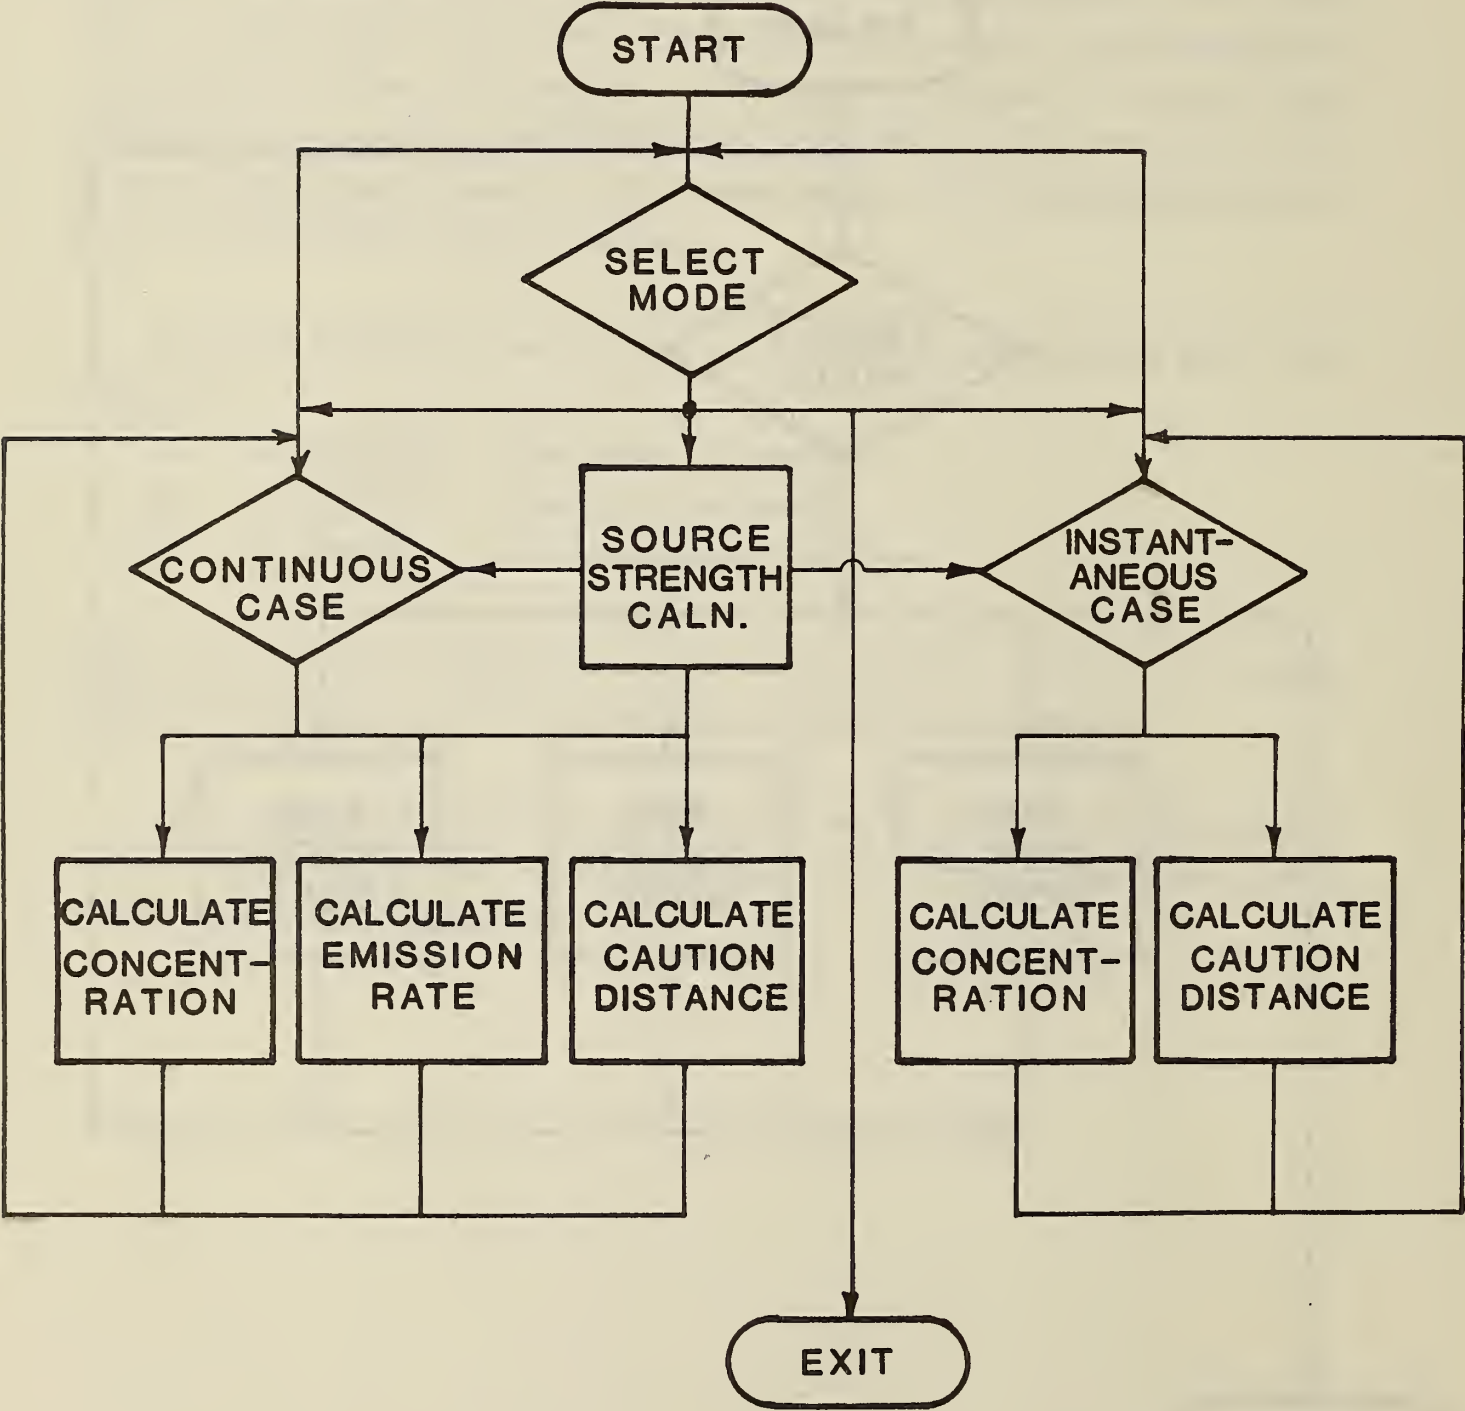 START
SELECT
MODE
CONTINUOUS
CASE
SOURCE
STRENGTH
CALN.
INSTANT-
ANEOUS
CASE
CALCULATE
CONCENT-
RATION
CALCULATE
EMISSION
RATE
CALCULATE
CAUTION
DISTANCE
CALCULATE
CONCENT-
RATION
CALCULATE
CAUTION
DISTANCE
EXIT